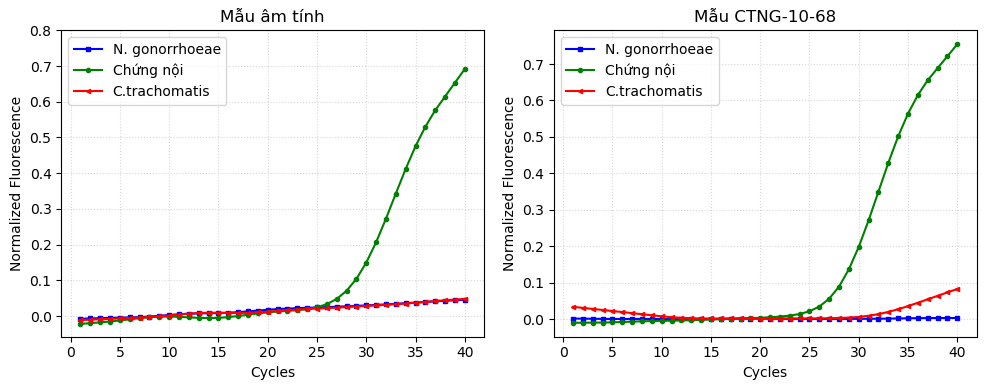 Mẫu âm tính
Normalized Fluorescence
0.8
0.7
0.6
0.5
0.4
0.3
0.2
0.1
0.0
N. gonorrhoeae
Chứng nội
C.trachomatis
0 5 10 15 20 25 30 35 40
Cycles
Mẫu CTNG-10-68
Normalized Fluorescence
0.7
0.6
0.5
0.4
0.3
0.2
0.1
0.0
N. gonorrhoeae
Chứng nội
C.trachomatis
0 5 10 15 20 25 30 35 40
Cycles